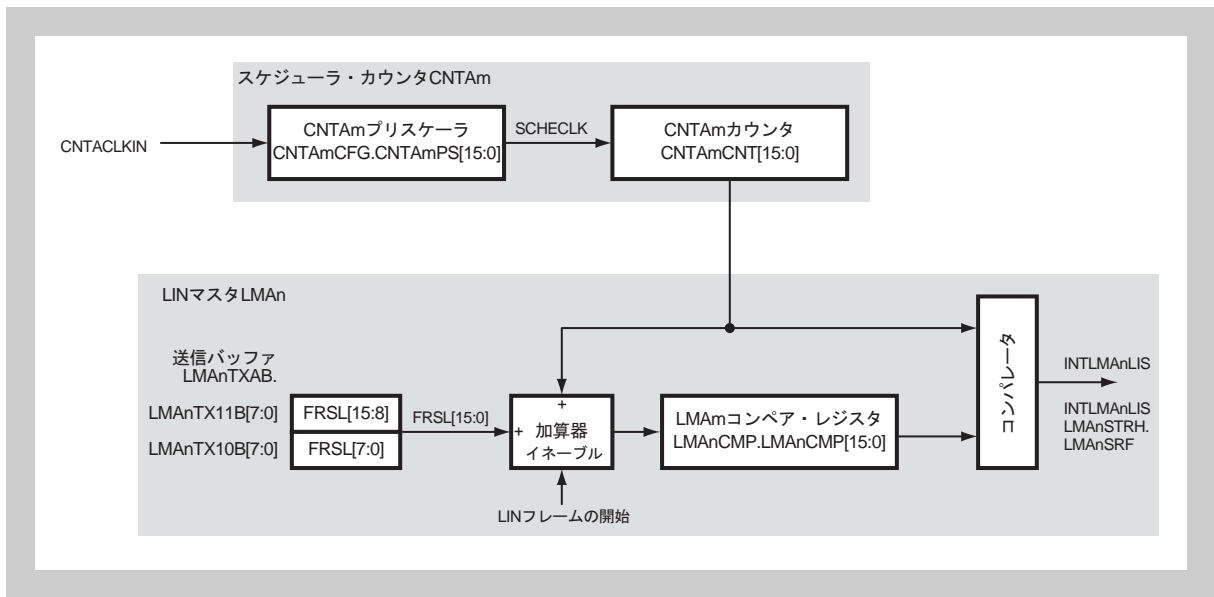 スケジューラ・カウンタCNTAm
CNTACLKIN
CNTAmプリスケーラ
CNTAmCFG.CNTAmPS[15:0]
SCHECLK
CNTAmカウンタ
CNTAmCNT[15:0]
LINマスタLMAn
送信バッファ
LMAnTXAB.
LMAnTX11B[7:0]
FRSL[15:8]
LMAnTX10B[7:0]
FRSL[7:0]
FRSL[15:0]
+
+ 加算器
イネーブル
LINフレームの開始
LMAmコンペア・レジスタ
LMAnCMP.LMAnCMP[15:0]
コンパレータ
INTLMAnLIS
INTLMAnLIS
LMAnSTRH.
LMAnSRF